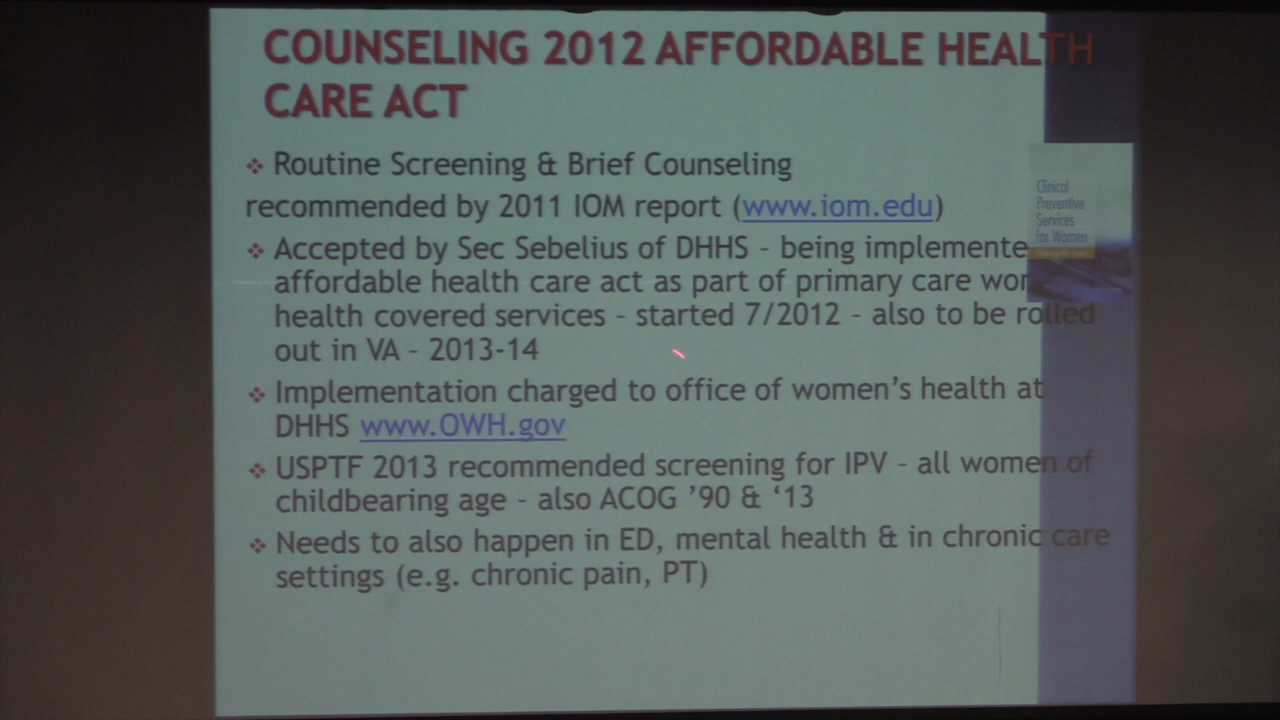 COUNSELING 2012 AFFORDABLE HEALTH
CARE ACT
❖ Routine Screening & Brief Counseling
recommended by 2011 IOM report (www.iom.edu)
❖ Accepted by Sec Sebelius of DHHS – being implemente
affordable health care act as part of primary care wom
health covered services – started 7/2012 – also to be rolled
out in VA – 2013-14
❖ Implementation charged to office of women's health at
DHHS www.OWH.gov
❖ USPTF 2013 recommended screening for IPV – all women of
childbearing age – also ACOG '90 & '13
❖ Needs to also happen in ED, mental health & in chronic care
settings (e.g. chronic pain, PT)
Clinical
Preventive
Services
for Women